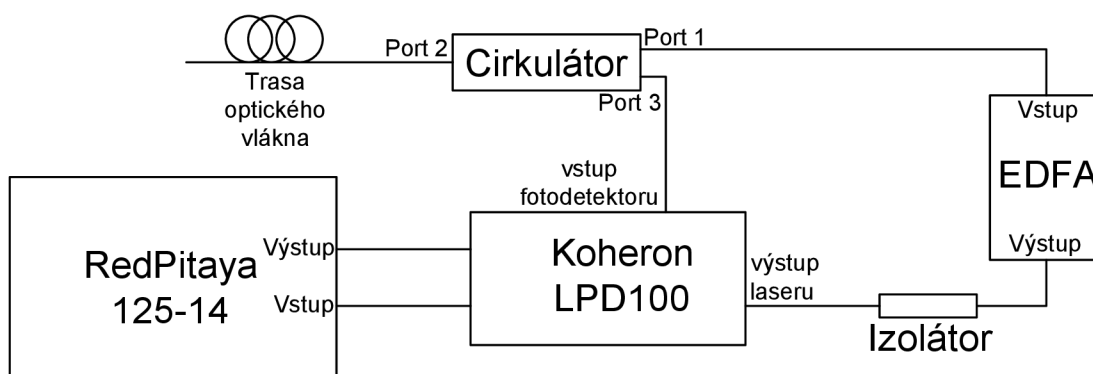 Port 2
Cirkulátor
Port 1
Trasa
optického
vlákna
Port 3
Vstup
EDFA
Výstup
vstup
fotodetektoru
RedPitaya
125-14
Výstup
Vstup
Koheron
LPD100
výstup
laseru
Izolátor